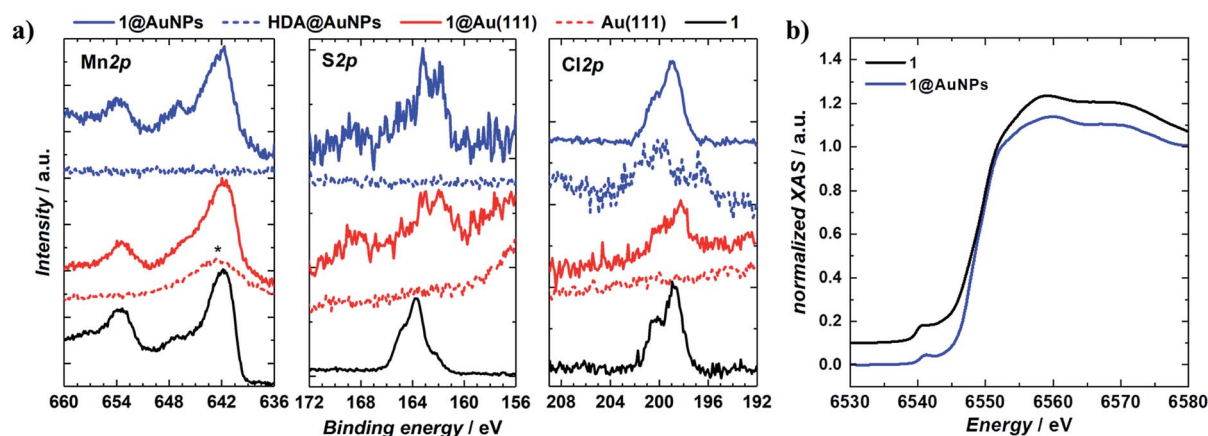 1@AuNPs HDA@AuNPs 1@Au(111) Au(111) 1
a)
Intensity / a.u.
Mn2p
*
660 654 648 642 636
S2p
172 168 164 160 156
Cl2p
208 204 200 196 192
Binding energy / eV
b)
normalized XAS / a.u.
1
1@AuNPs
1.2
1.0
0.8
0.6
0.4
0.2
0.0
6530 6540 6550 6560 6570 6580
Energy / eV